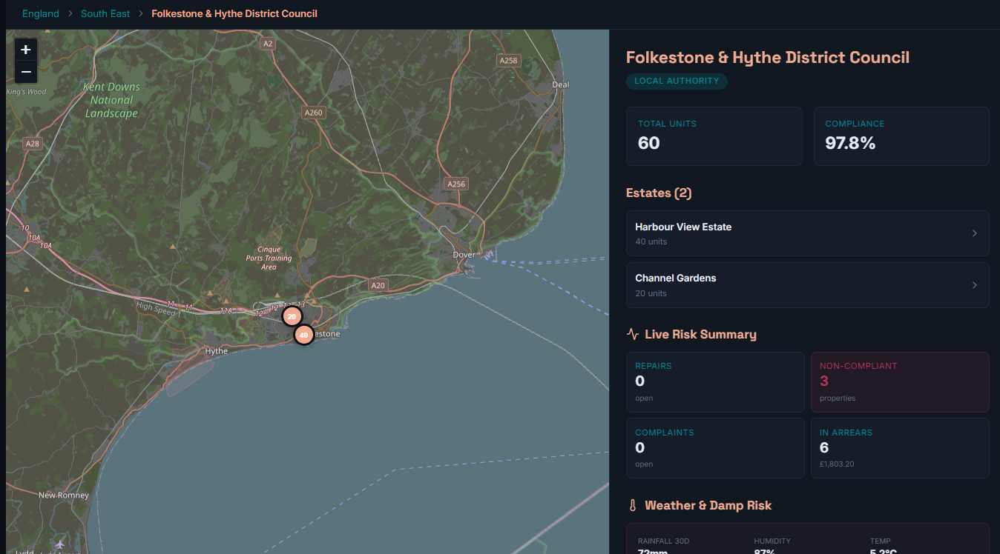 England > South East > Folkestone & Hythe District Council
+
−
King's Wood
Kent Downs
National
Landscape
A2
A258
Deal
A260
A28
A256
10
10A
10A
Cinque
Ports Training
Area
Dover
A20
11
11
11A
High Speed 1
12
12
13
20
40
estone
Hythe
New Romney
Lydd
Folkestone & Hythe District Council
LOCAL AUTHORITY
TOTAL UNITS
60
COMPLIANCE
97.8%
Estates (2)
Harbour View Estate
40 units
Channel Gardens
20 units
Live Risk Summary
REPAIRS
0
open
NON-COMPLIANT
3
properties
COMPLAINTS
0
open
IN ARREARS
6
£1,803.20
Weather & Damp Risk
RAINFALL 30D
72mm
HUMIDITY
87%
TEMP
5.2°C